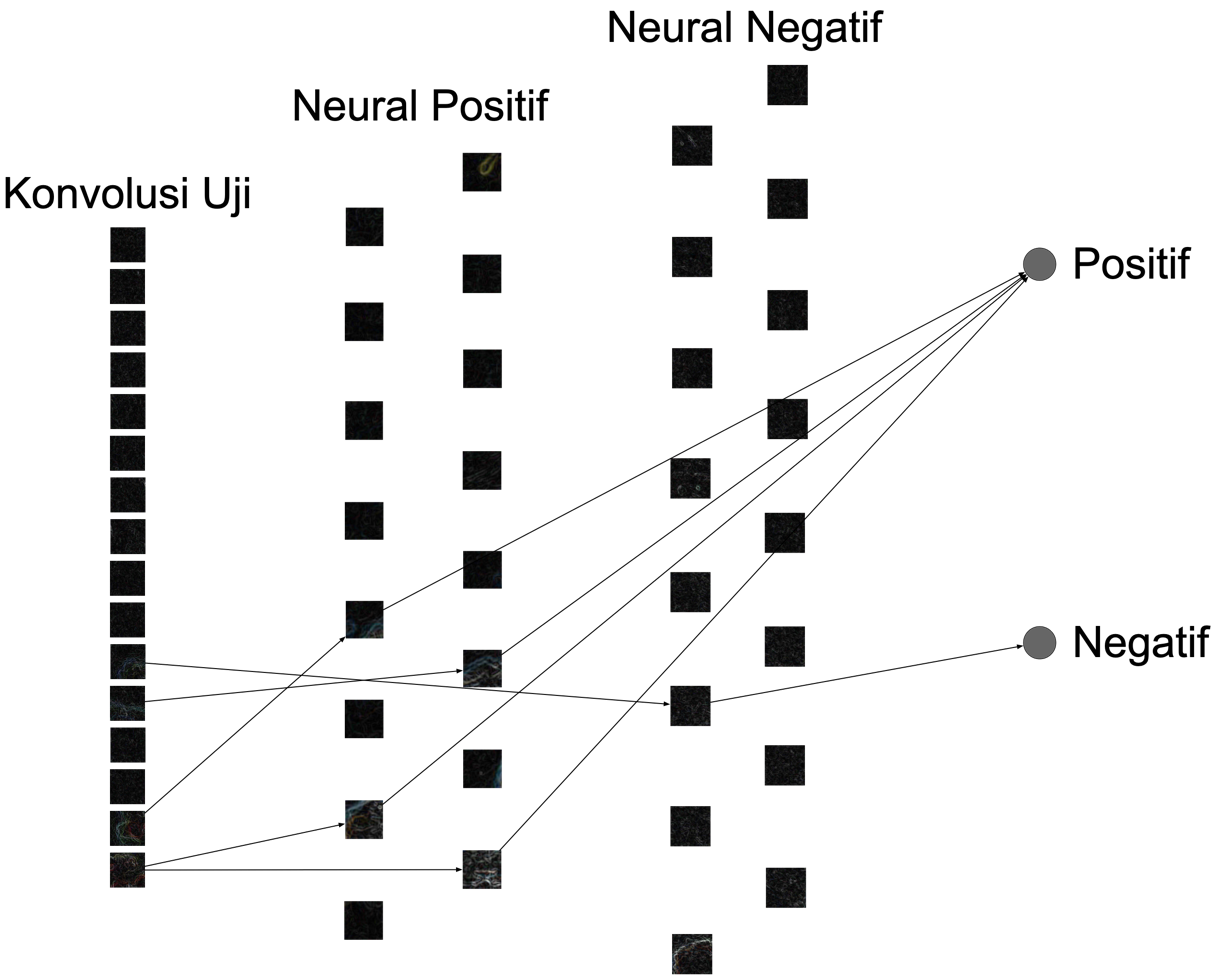 Neural Negatif
Neural Positif
Konvolusi Uji
Positif
Negatif